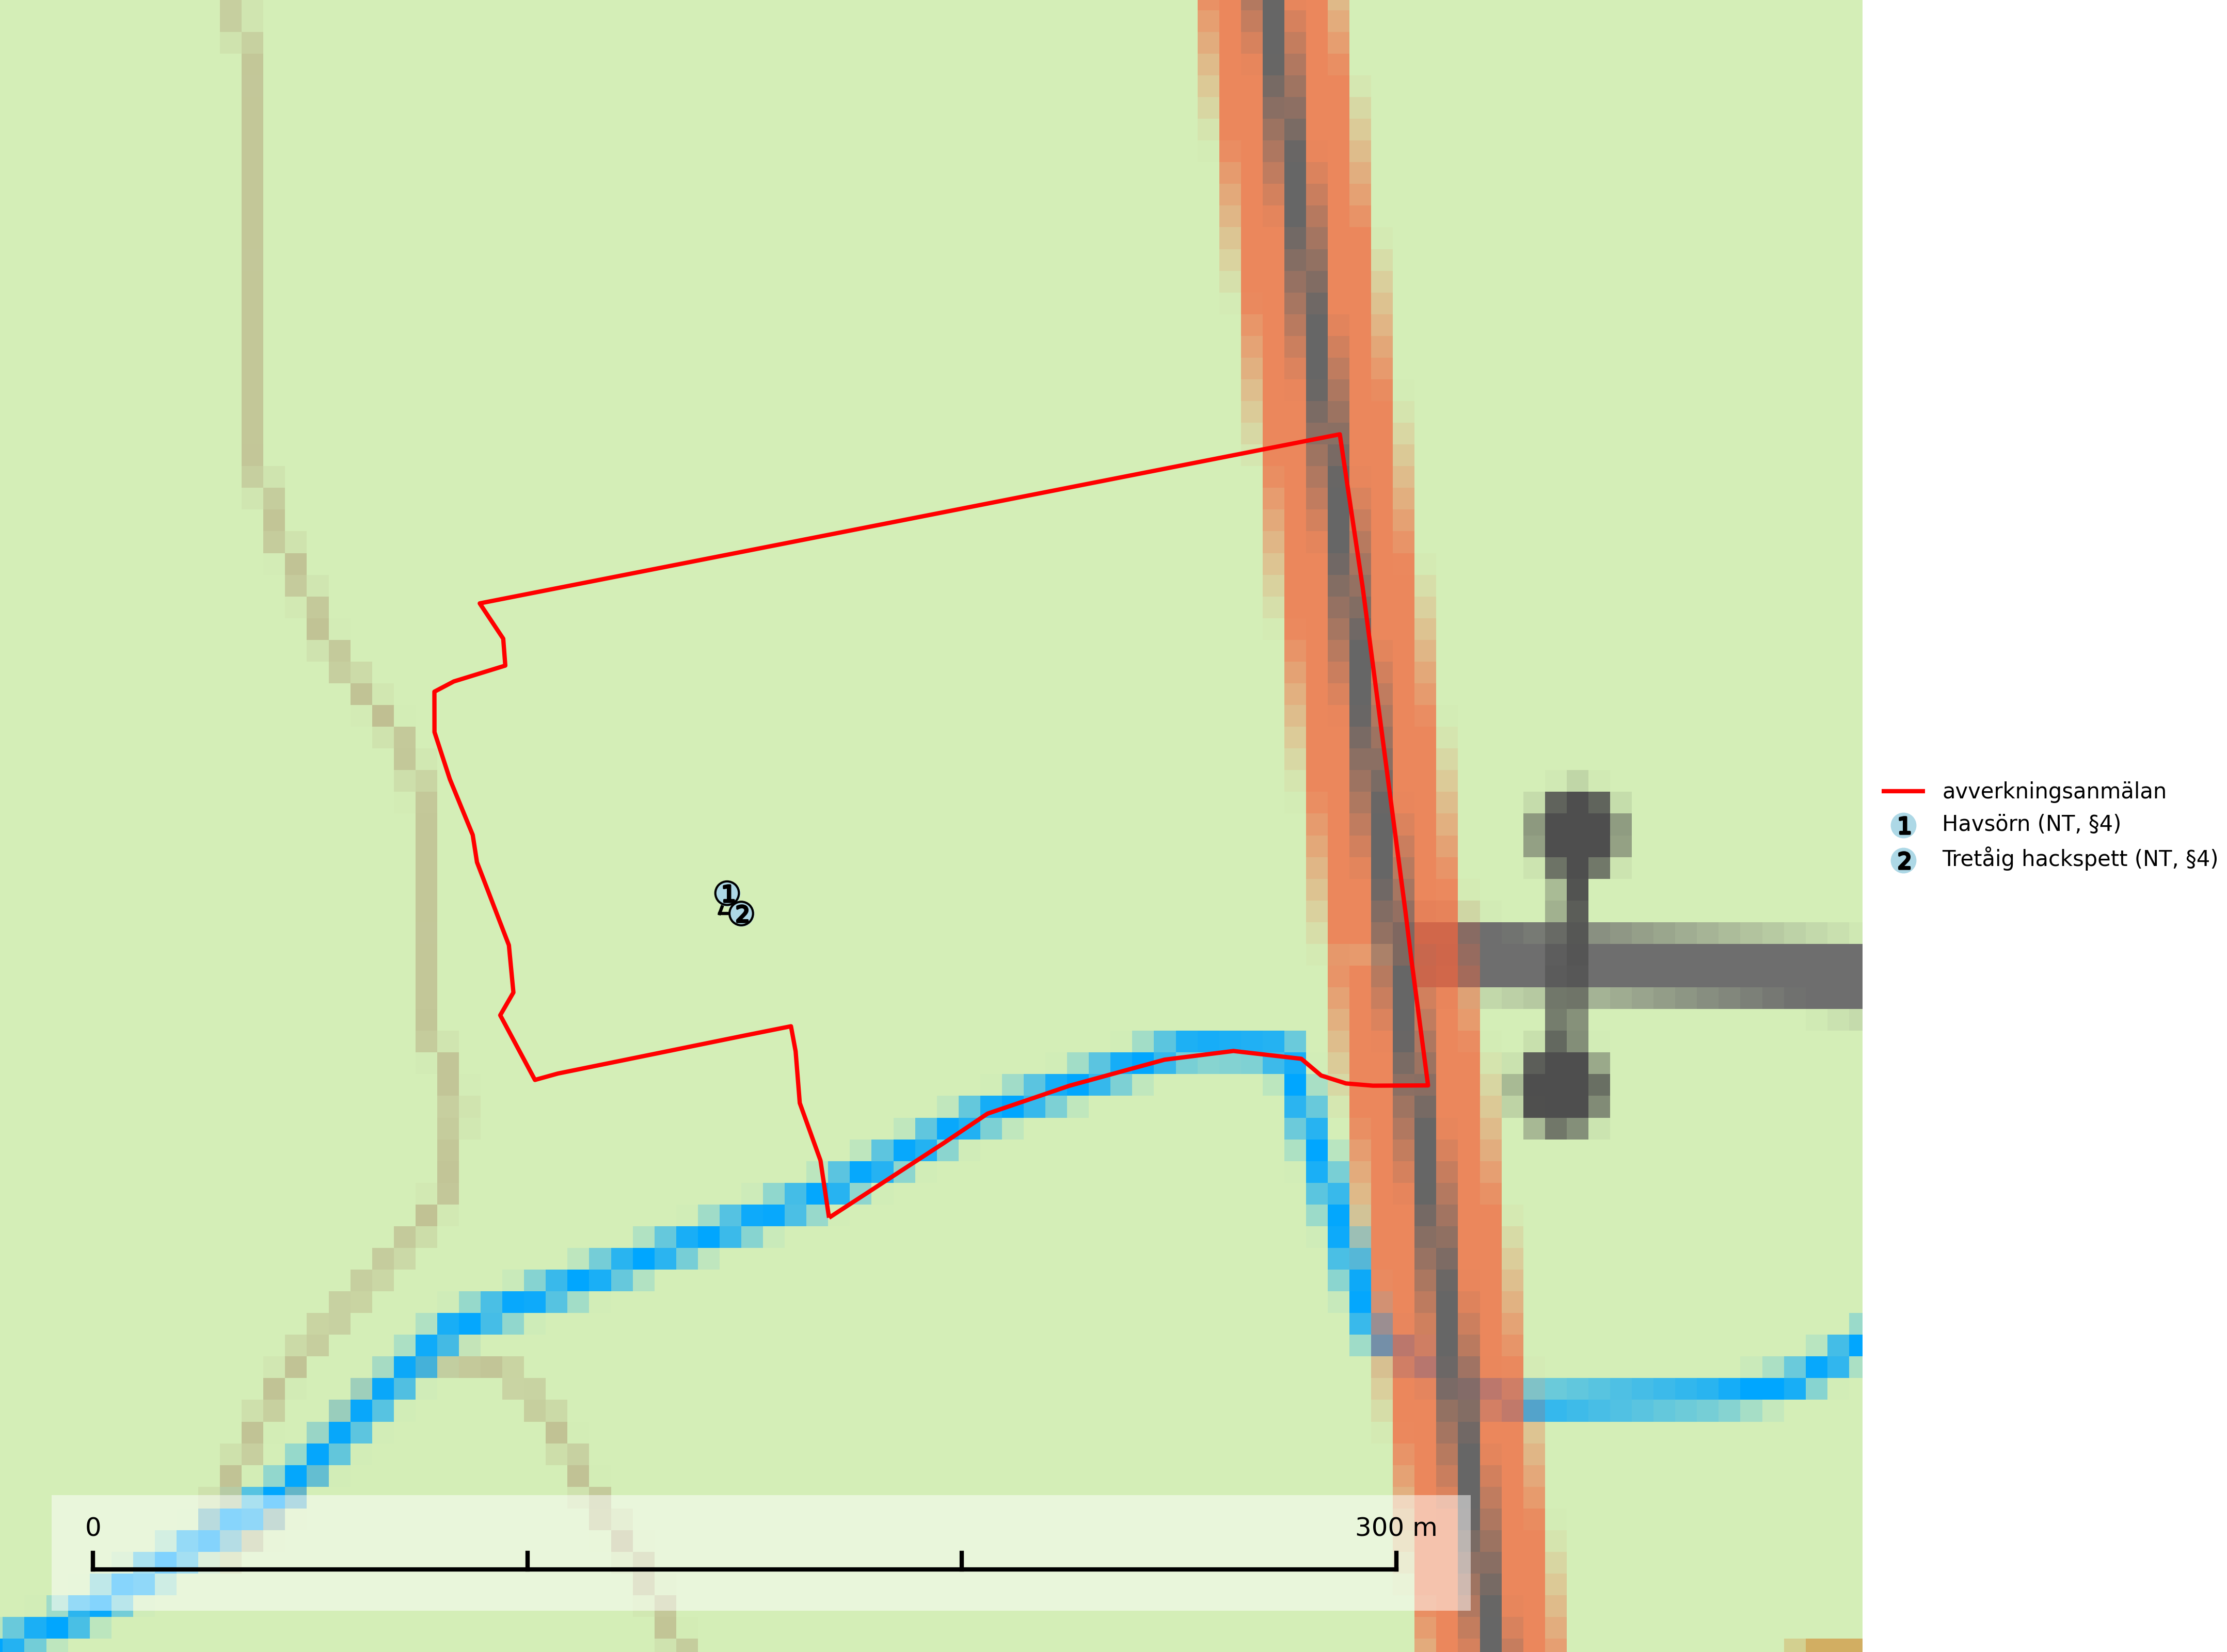 avverkningsanmälan
1 Havsörn (NT, §4)
2 Tretåig hackspett (NT, §4)
1
2
0 300 m